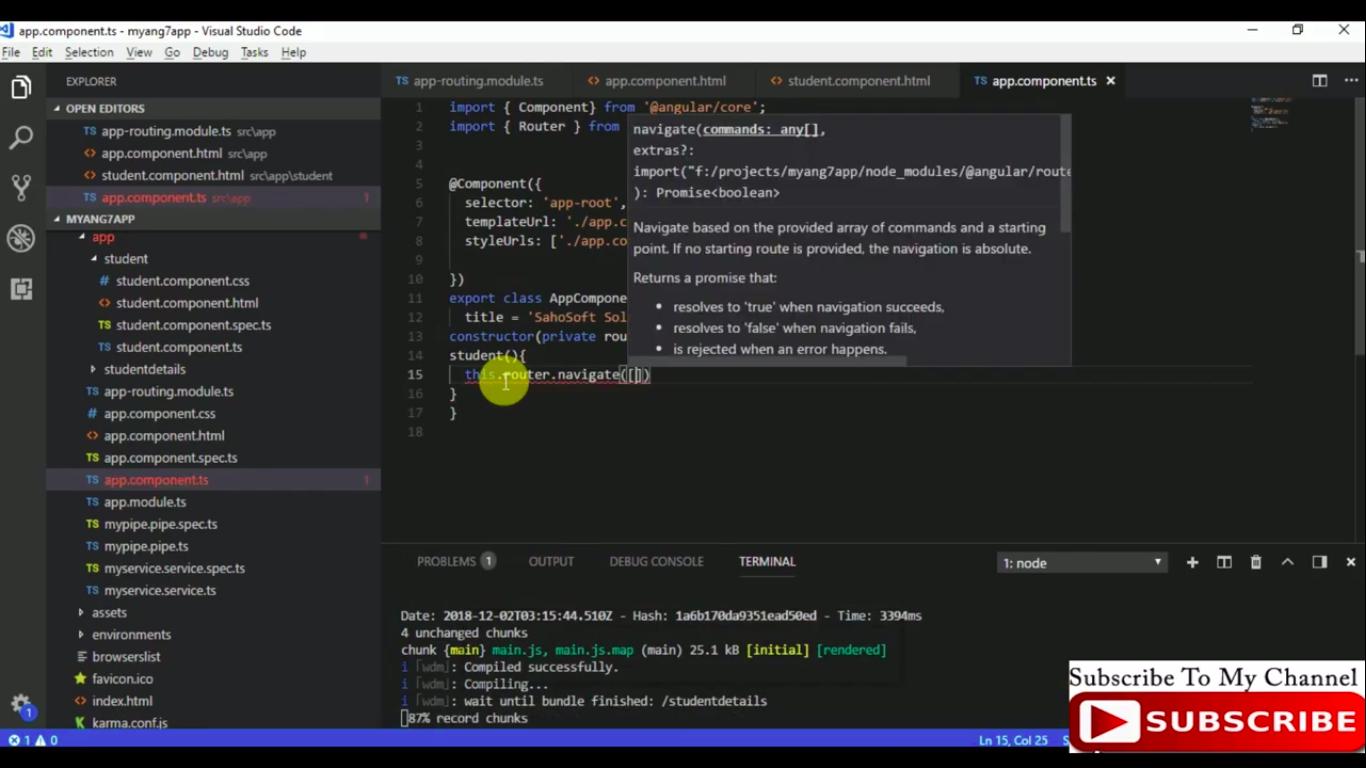 app.component.ts - myang7app - Visual Studio Code
File Edit Selection View Go Debug Tasks Help
EXPLORER
OPEN EDITORS
TS app-routing.module.ts src\app
<> app.component.html src\app
<> student.component.html src\app\student
TS app.component.ts src\app 1
MYANG7APP
app
student
# student.component.css
<> student.component.html
TS student.component.spec.ts
TS student.component.ts
studentdetails
TS app-routing.module.ts
# app.component.css
<> app.component.html
TS app.component.spec.ts
TS app.component.ts 1
TS app.module.ts
TS mypipe.pipe.spec.ts
TS mypipe.pipe.ts
TS myservice.service.spec.ts
TS myservice.service.ts
assets
environments
browserslist
favicon.ico
<> index.html
karma.conf.js
TS app-routing.module.ts <> app.component.html <> student.component.html TS app.component.ts
1 import { Component} from '@angular/core';
2 import { Router } from
3
4
5 @Component({
6 selector: 'app-root',
7 templateUrl: './app.c
8 styleUrls: ['./app.co
9
10 })
11 export class AppCompone
12 title = 'SahoSoft Sol
13 constructor(private rou
14 student(){
15 this.router.navigate([])
16 }
17 }
18
navigate(commands: any[],
extras?:
import("f:/projects/myang7app/node_modules/@angular/route
): Promise<boolean>
Navigate based on the provided array of commands and a starting
point. If no starting route is provided, the navigation is absolute.
Returns a promise that:
• resolves to 'true' when navigation succeeds,
• resolves to 'false' when navigation fails,
• is rejected when an error happens.
PROBLEMS 1 OUTPUT DEBUG CONSOLE TERMINAL 1: node
Date: 2018-12-02T03:15:44.510Z - Hash: 1a6b170da9351ead50ed - Time: 3394ms
4 unchanged chunks
chunk {main} main.js, main.js.map (main) 25.1 kB [initial] [rendered]
i ｢wdm｣: Compiled successfully.
i ｢wdm｣: Compiling...
i ｢wdm｣: wait until bundle finished: /studentdetails
87% record chunks
1
1 0 Ln 15, Col 25
Subscribe To My Channel
SUBSCRIBE